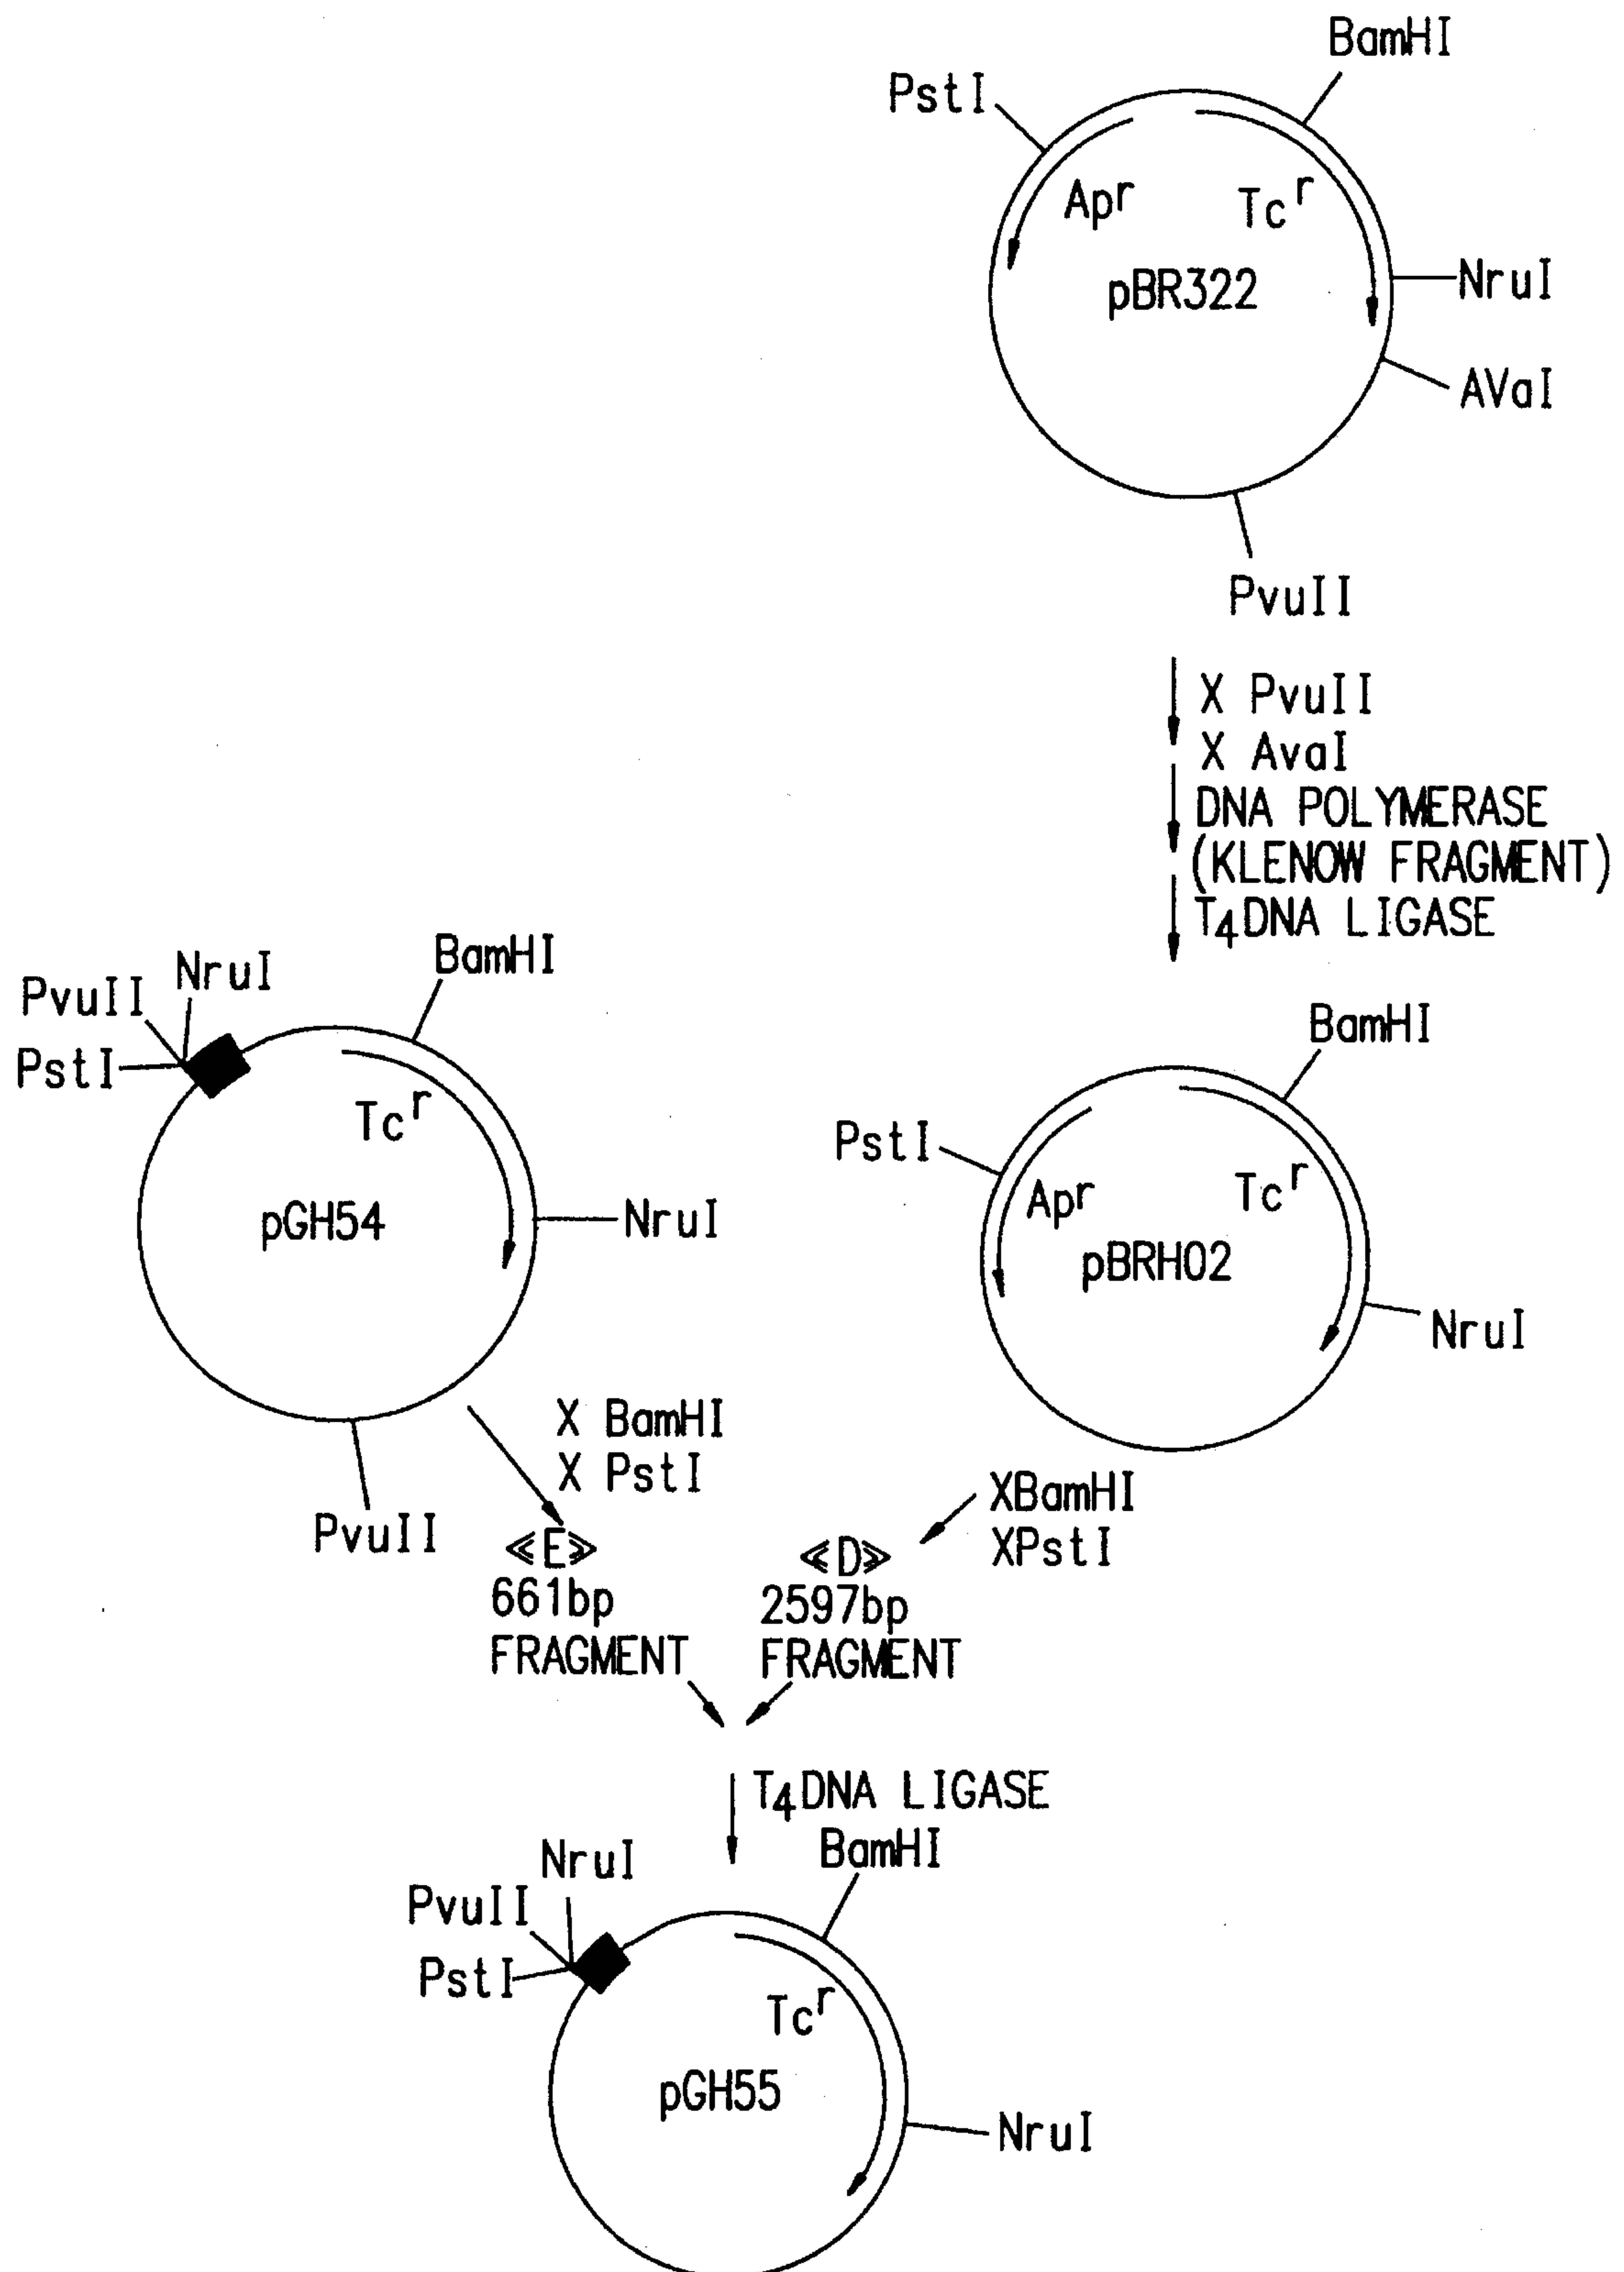 BamHI
PstI
Apr
Tcr
pBR322
NruI
AVaI
PvuII
X PvuII
X AvaI
DNA POLYMERASE
(KLENOW FRAGMENT)
T4DNA LIGASE
PvuII
NruI
BamHI
PstI
Tcr
pGH54
NruI
PvuII
BamHI
PstI
Apr
Tcr
pBRH02
NruI
X BamHI
X PstI
XBamHI
XPstI
≪E≫
661bp
FRAGMENT
≪D≫
2597bp
FRAGMENT
T4DNA LIGASE
BamHI
NruI
PvuII
PstI
Tcr
pGH55
NruI